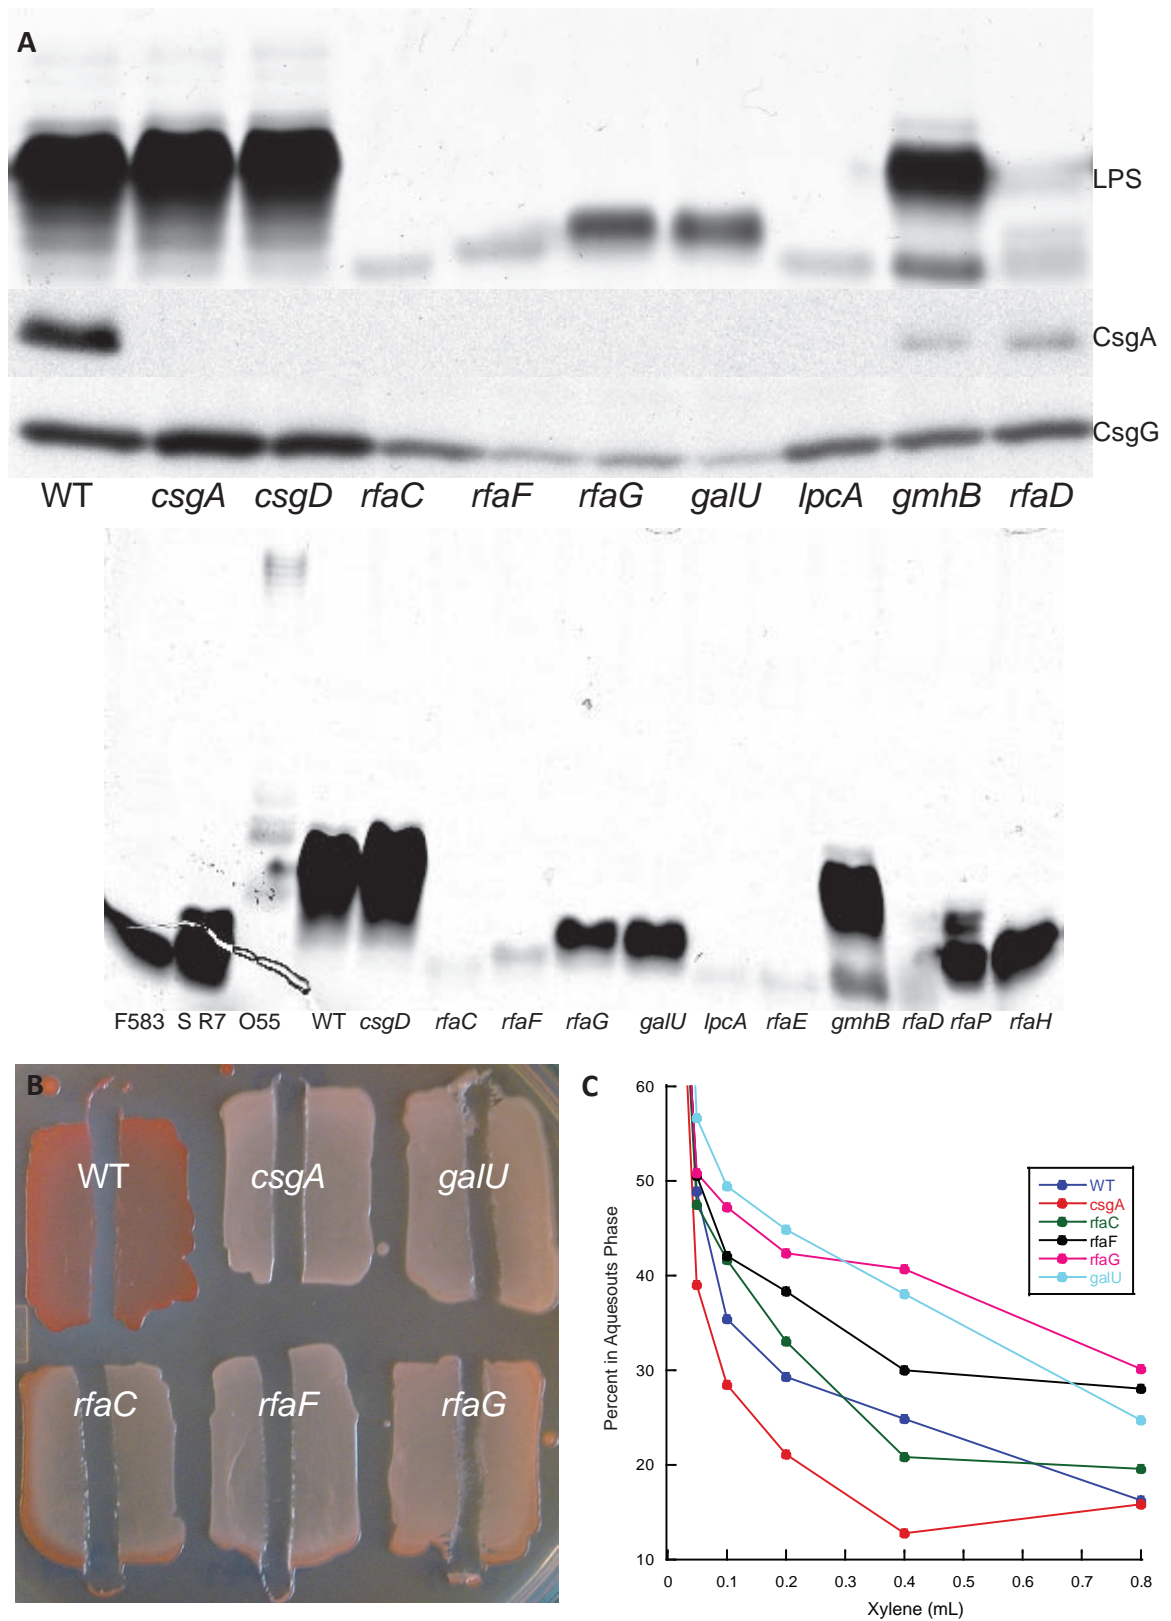 A
LPS
CsgA
CsgG
WT csgA csgD rfaC rfaF rfaG galU lpcA gmhB rfaD
F583 S R7 O55 WT csgD rfaC rfaF rfaG galU lpcA rfaE gmhB rfaD rfaP rfaH
B
WT csgA galU
rfaC rfaF rfaG
C
60
50
40
30
20
10
Percent in Aquesouts Phase
WT
csgA
rfaC
rfaF
rfaG
galU
0 0.1 0.2 0.3 0.4 0.5 0.6 0.7 0.8
Xylene (mL)